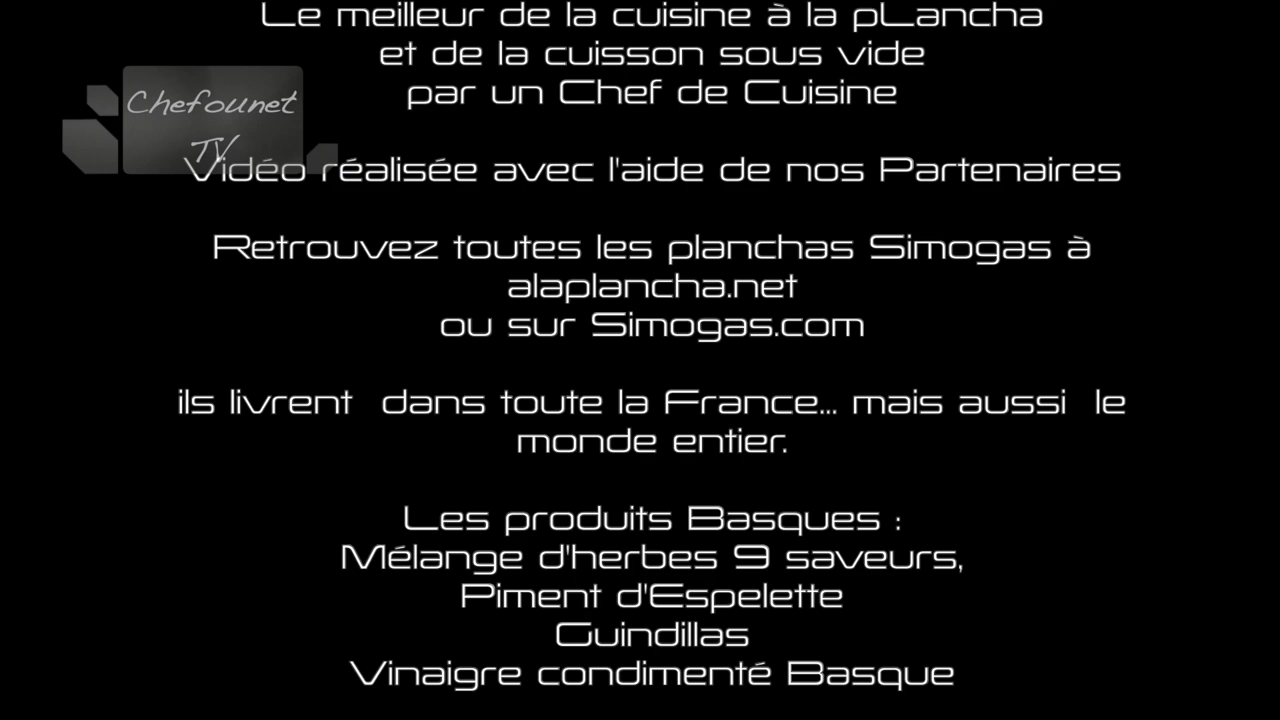 Le meilleur de la cuisine à la pLancha
et de la cuisson sous vide
par un Chef de Cuisine
Chefounet
TV
Vidéo réalisée avec l'aide de nos Partenaires
Retrouvez toutes les planchas Simogas à
alaplancha.net
ou sur Simogas.com
ils livrent dans toute la France... mais aussi le
monde entier.
Les produits Basques :
Mélange d'herbes 9 saveurs,
Piment d'Espelette
Guindillas
Vinaigre condimenté Basque